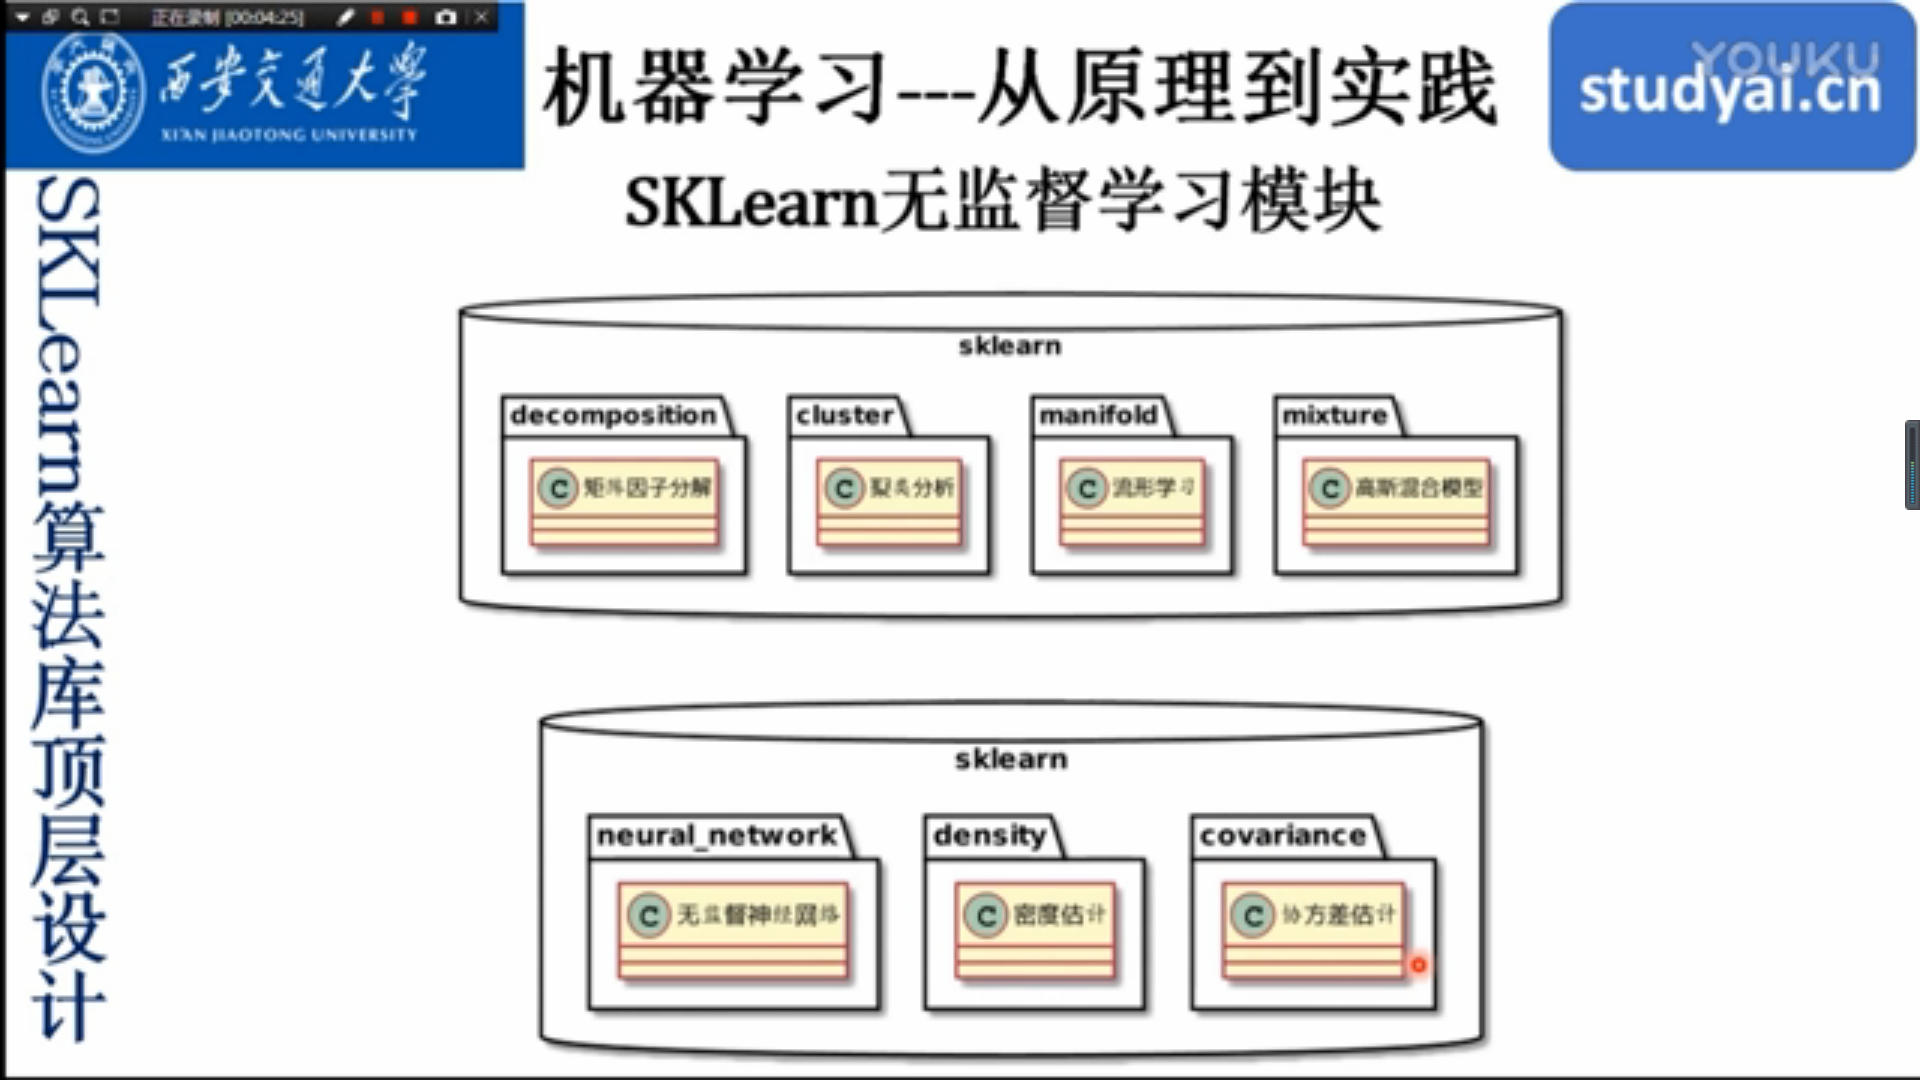 正在录制 [00:04:25]
西安交通大学
XI'AN JIAOTONG UNIVERSITY
机器学习---从原理到实践
YOUKU
studyai.cn
SKLearn无监督学习模块
SKLearn算法库顶层设计
sklearn
decomposition
cluster
manifold
mixture
C 矩阵因子分解
C 聚类分析
C 流形学习
C 高斯混合模型
sklearn
neural_network
density
covariance
C 无监督神经网络
C 密度估计
C 协方差估计